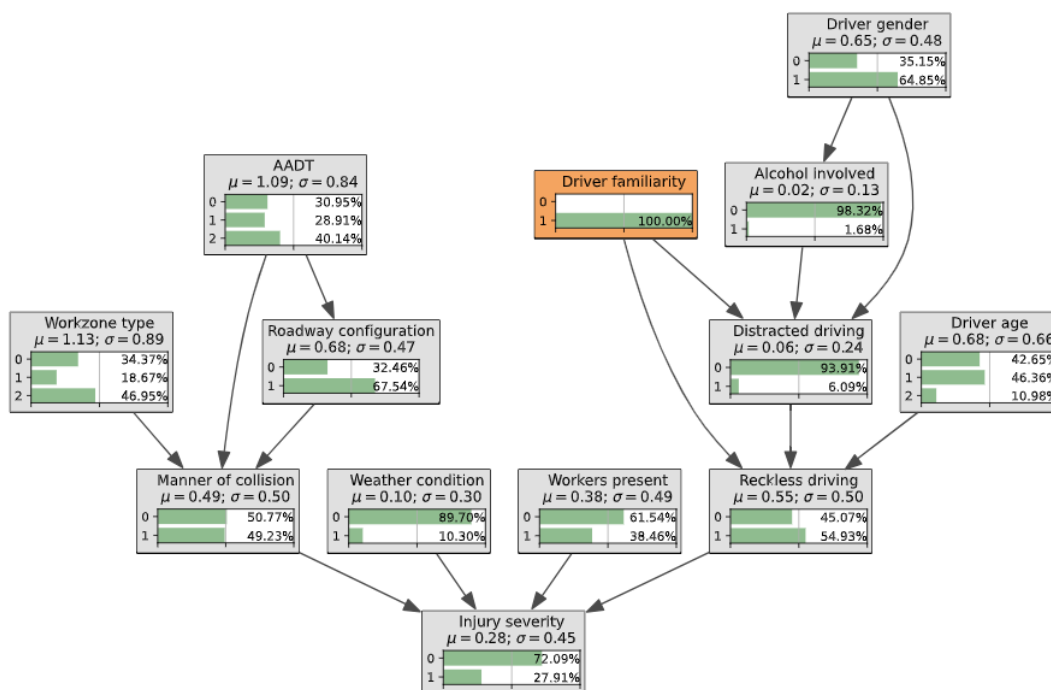 Driver gender
μ = 0.65; σ = 0.48
0 35.15%
1 64.85%
AADT
μ = 1.09; σ = 0.84
0 30.95%
1 28.91%
2 40.14%
Driver familiarity
0
1 100.00%
Alcohol involved
μ = 0.02; σ = 0.13
0 98.32%
1 1.68%
Workzone type
μ = 1.13; σ = 0.89
0 34.37%
1 18.67%
2 46.95%
Roadway configuration
μ = 0.68; σ = 0.47
0 32.46%
1 67.54%
Distracted driving
μ = 0.06; σ = 0.24
0 93.91%
1 6.09%
Driver age
μ = 0.68; σ = 0.66
0 42.65%
1 46.36%
2 10.98%
Manner of collision
μ = 0.49; σ = 0.50
0 50.77%
1 49.23%
Weather condition
μ = 0.10; σ = 0.30
0 89.70%
1 10.30%
Workers present
μ = 0.38; σ = 0.49
0 61.54%
1 38.46%
Reckless driving
μ = 0.55; σ = 0.50
0 45.07%
1 54.93%
Injury severity
μ = 0.28; σ = 0.45
0 72.09%
1 27.91%